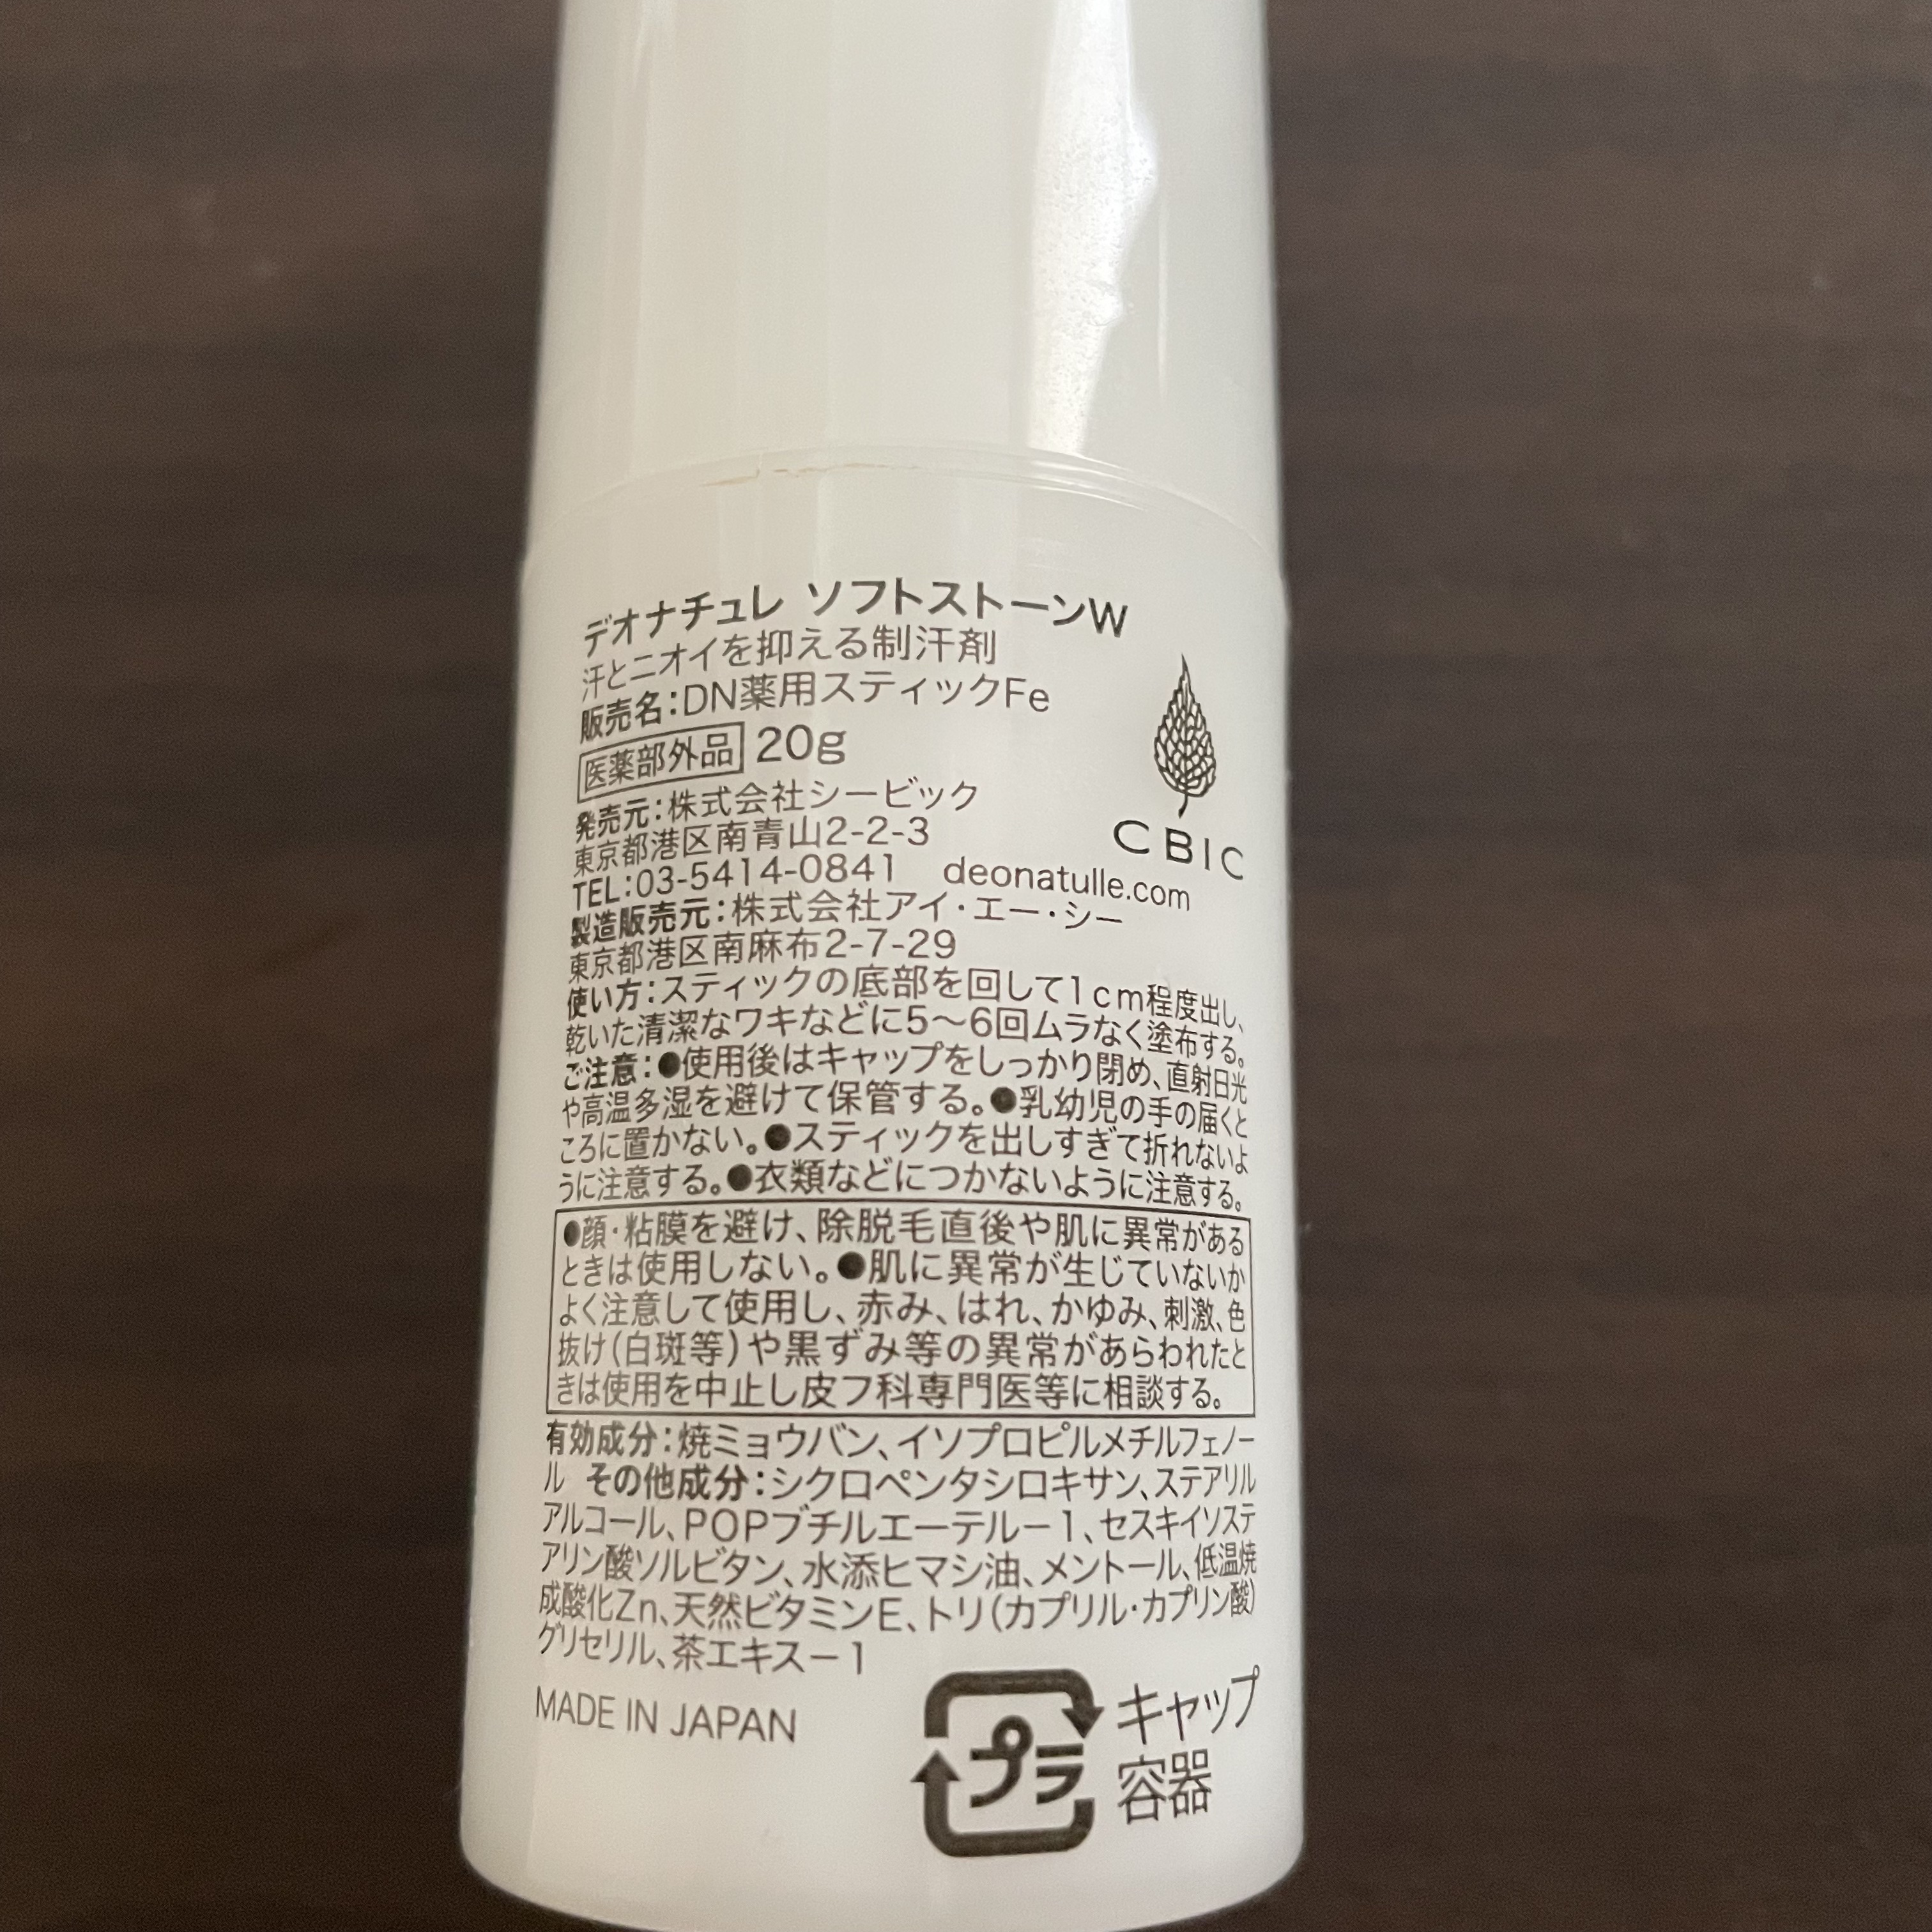 デオナチュレ ソフトストーンW
汗とニオイを抑える制汗剤
販売名:DN薬用スティックFe
医薬部外品 20g
CBIC
発売元:株式会社シービック
東京都港区南青山2-2-3
TEL:03-5414-0841 deonatulle.com
製造販売元:株式会社アイ・エー・シー
東京都港区南麻布2-7-29
使い方:スティックの底部を回して1cm程度出し、
乾いた清潔なワキなどに5〜6回ムラなく塗布する。
ご注意:●使用後はキャップをしっかり閉め、直射日光
や高温多湿を避けて保管する。●乳幼児の手の届くと
ころに置かない。●スティックを出しすぎて折れないよ
うに注意する。●衣類などにつかないように注意する。
●顔・粘膜を避け、除脱毛直後や肌に異常がある
ときは使用しない。●肌に異常が生じていないか
よく注意して使用し、赤み、はれ、かゆみ、刺激、色
抜け(白斑等)や黒ずみ等の異常があらわれたと
きは使用を中止し皮フ科専門医等に相談する。
有効成分:焼ミョウバン、イソプロピルメチルフェノー
ル その他成分:シクロペンタシロキサン、ステアリル
アルコール、POPブチルエーテル－1、セスキイソステ
アリン酸ソルビタン、水添ヒマシ油、メントール、低温焼
成酸化Zn、天然ビタミンE、トリ(カプリル・カプリン酸)
グリセリル、茶エキス－1
MADE IN JAPAN
プラ
キャップ
容器